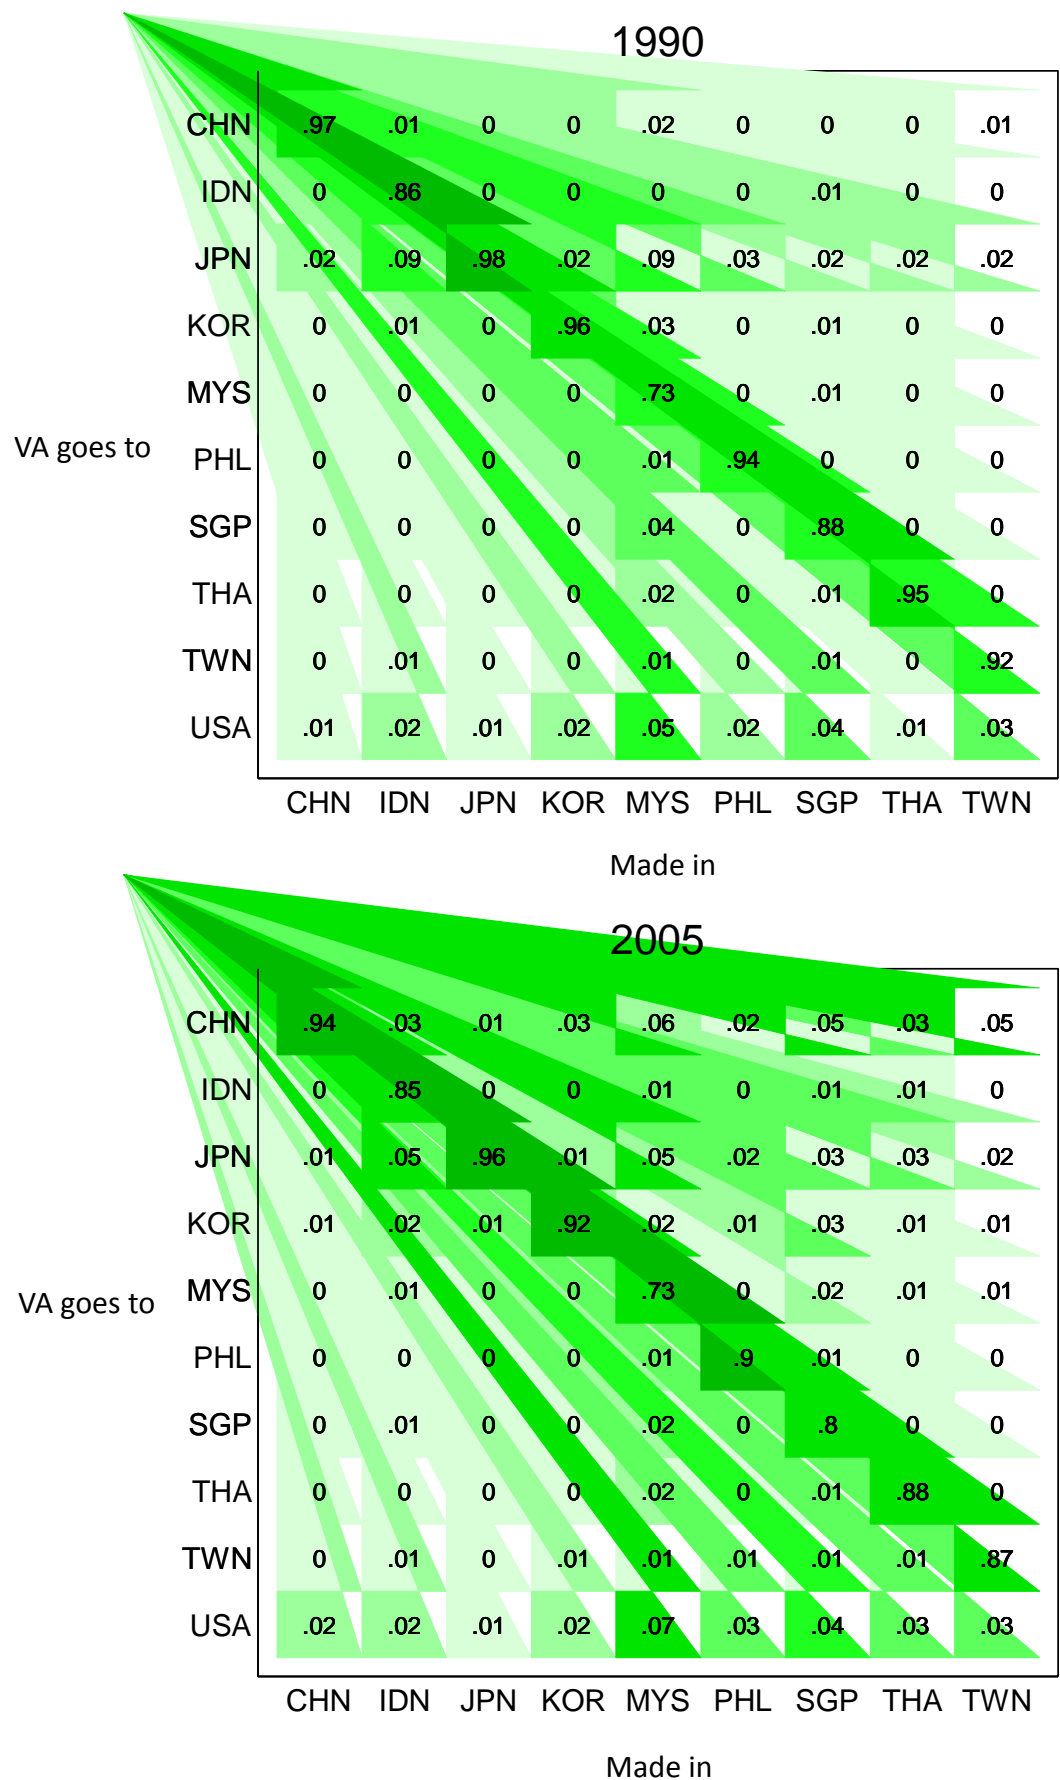 1990
CHN .97 .01 0 0 .02 0 0 0 .01
IDN 0 .86 0 0 0 0 .01 0 0
JPN .02 .09 .98 .02 .09 .03 .02 .02 .02
KOR 0 .01 0 .96 .03 0 .01 0 0
MYS 0 0 0 0 .73 0 .01 0 0
VA goes to
PHL 0 0 0 0 .01 .94 0 0 0
SGP 0 0 0 0 .04 0 .88 0 0
THA 0 0 0 0 .02 0 .01 .95 0
TWN 0 .01 0 0 .01 0 .01 0 .92
USA .01 .02 .01 .02 .05 .02 .04 .01 .03
CHN IDN JPN KOR MYS PHL SGP THA TWN
Made in
2005
CHN .94 .03 .01 .03 .06 .02 .05 .03 .05
IDN 0 .85 0 0 .01 0 .01 .01 0
JPN .01 .05 .96 .01 .05 .02 .03 .03 .02
KOR .01 .02 .01 .92 .02 .01 .03 .01 .01
VA goes to
MYS 0 .01 0 0 .73 0 .02 .01 .01
PHL 0 0 0 0 .01 .9 .01 0 0
SGP 0 .01 0 0 .02 0 .8 0 0
THA 0 0 0 0 .02 0 .01 .88 0
TWN 0 .01 0 .01 .01 .01 .01 .01 .87
USA .02 .02 .01 .02 .07 .03 .04 .03 .03
CHN IDN JPN KOR MYS PHL SGP THA TWN
Made in